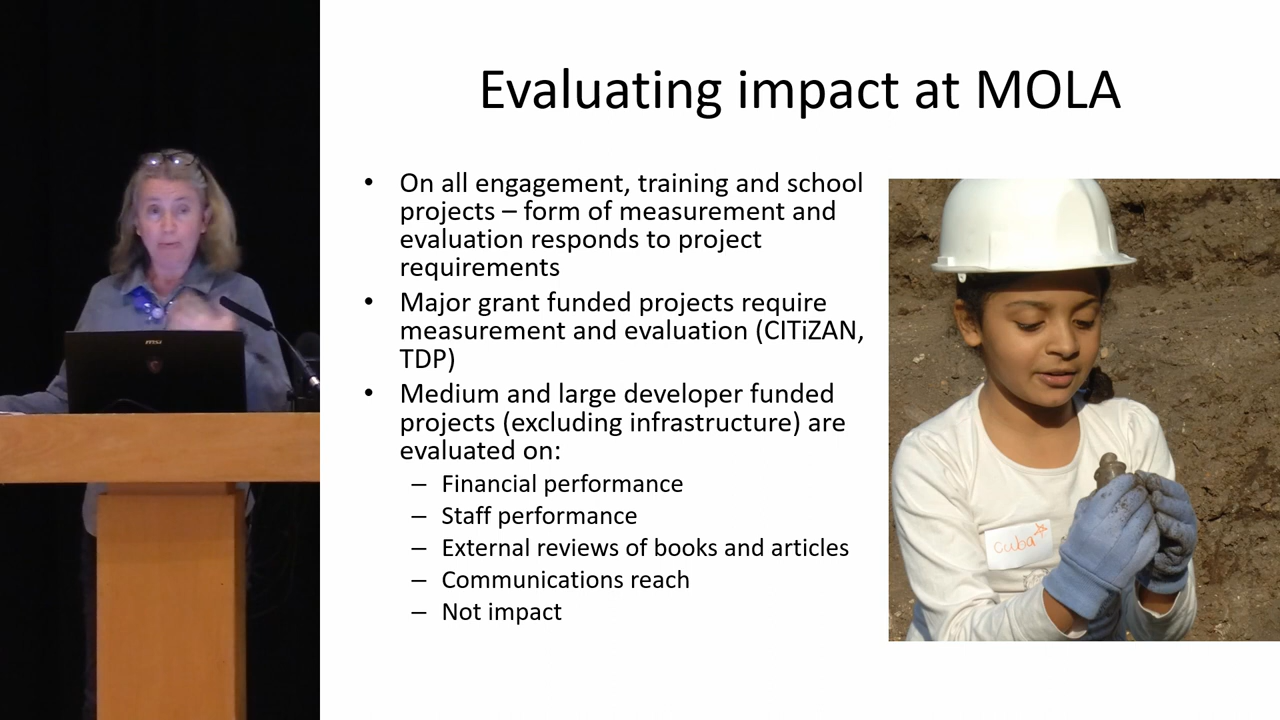 Evaluating impact at MOLA
• On all engagement, training and school
projects – form of measurement and
evaluation responds to project
requirements
• Major grant funded projects require
measurement and evaluation (CITiZAN,
TDP)
• Medium and large developer funded
projects (excluding infrastructure) are
evaluated on:
– Financial performance
– Staff performance
– External reviews of books and articles
– Communications reach
– Not impact
cuba
msi